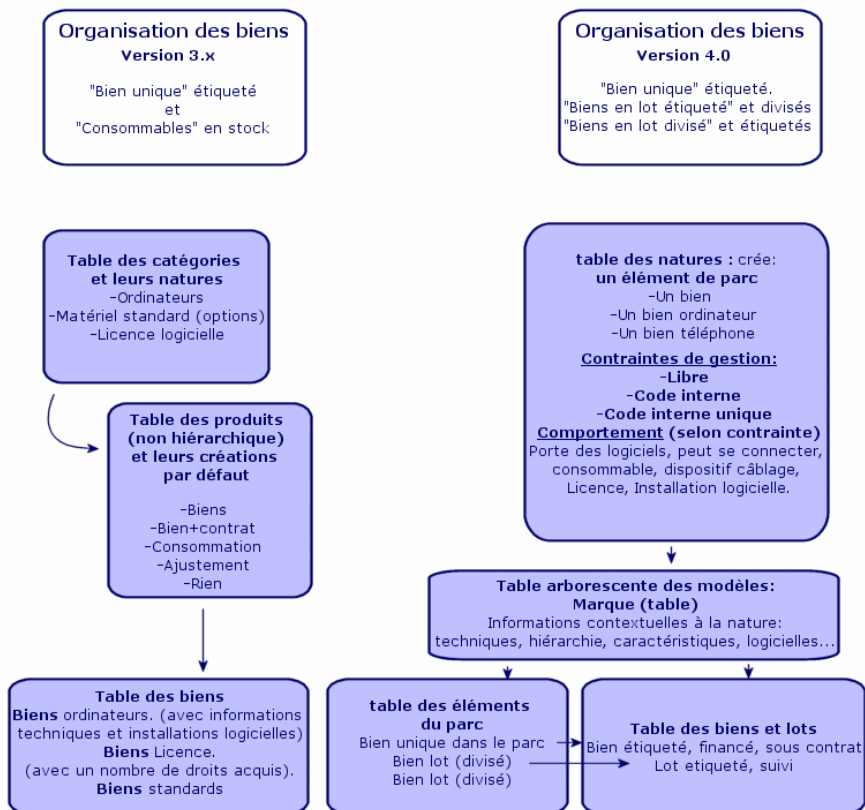 Organisation des biens
Version 3.x
"Bien unique" étiqueté
et
"Consommables" en stock
Organisation des biens
Version 4.0
"Bien unique" étiqueté.
"Biens en lot étiqueté" et divisés
"Biens en lot divisé" et étiquetés
Table des catégories
et leurs natures
-Ordinateurs
-Matériel standard (options)
-Licence logicielle
Table des produits
(non hiérarchique)
et leurs créations
par défaut
-Biens
-Bien+contrat
-Consommation
-Ajustement
-Rien
Table des biens
Biens ordinateurs. (avec informations
techniques et installations logicielles)
Biens Licence.
(avec un nombre de droits acquis).
Biens standards
table des natures : crée:
un élément de parc
-Un bien
-Un bien ordinateur
-Un bien téléphone
Contraintes de gestion:
-Libre
-Code interne
-Code interne unique
Comportement (selon contrainte)
Porte des logiciels, peut se connecter,
consommable, dispositif câblage,
Licence, Installation logicielle.
Table arborescente des modèles:
Marque (table)
Informations contextuelles à la nature:
techniques, hiérarchie, caractéristiques, logicielles...
table des éléments
du parc
Bien unique dans le parc
Bien lot (divisé)
Bien lot (divisé)
Table des biens et lots
Bien étiqueté, financé, sous contrat
Lot etiqueté, suivi